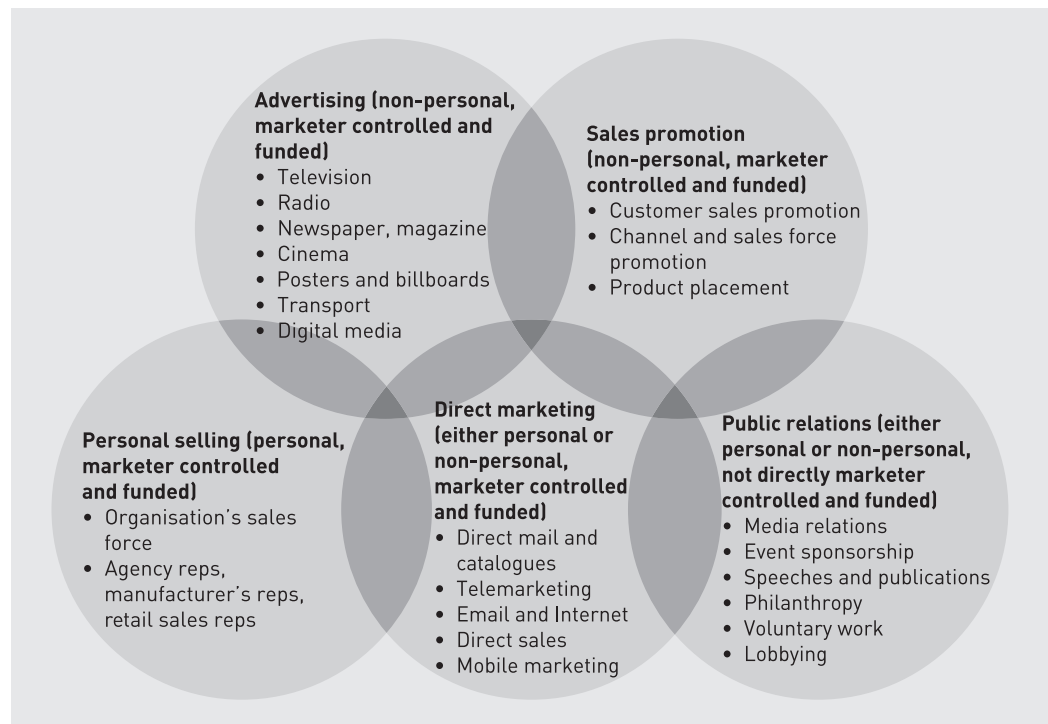 Advertising (non-personal,
marketer controlled and
funded)
• Television
• Radio
• Newspaper, magazine
• Cinema
• Posters and billboards
• Transport
• Digital media
Sales promotion
(non-personal, marketer
controlled and funded)
• Customer sales promotion
• Channel and sales force
promotion
• Product placement
Personal selling (personal,
marketer controlled
and funded)
• Organisation's sales
force
• Agency reps,
manufacturer's reps,
retail sales reps
Direct marketing
(either personal or
non-personal,
marketer controlled
and funded)
• Direct mail and
catalogues
• Telemarketing
• Email and Internet
• Direct sales
• Mobile marketing
Public relations (either
personal or non-personal,
not directly marketer
controlled and funded)
• Media relations
• Event sponsorship
• Speeches and publications
• Philanthropy
• Voluntary work
• Lobbying